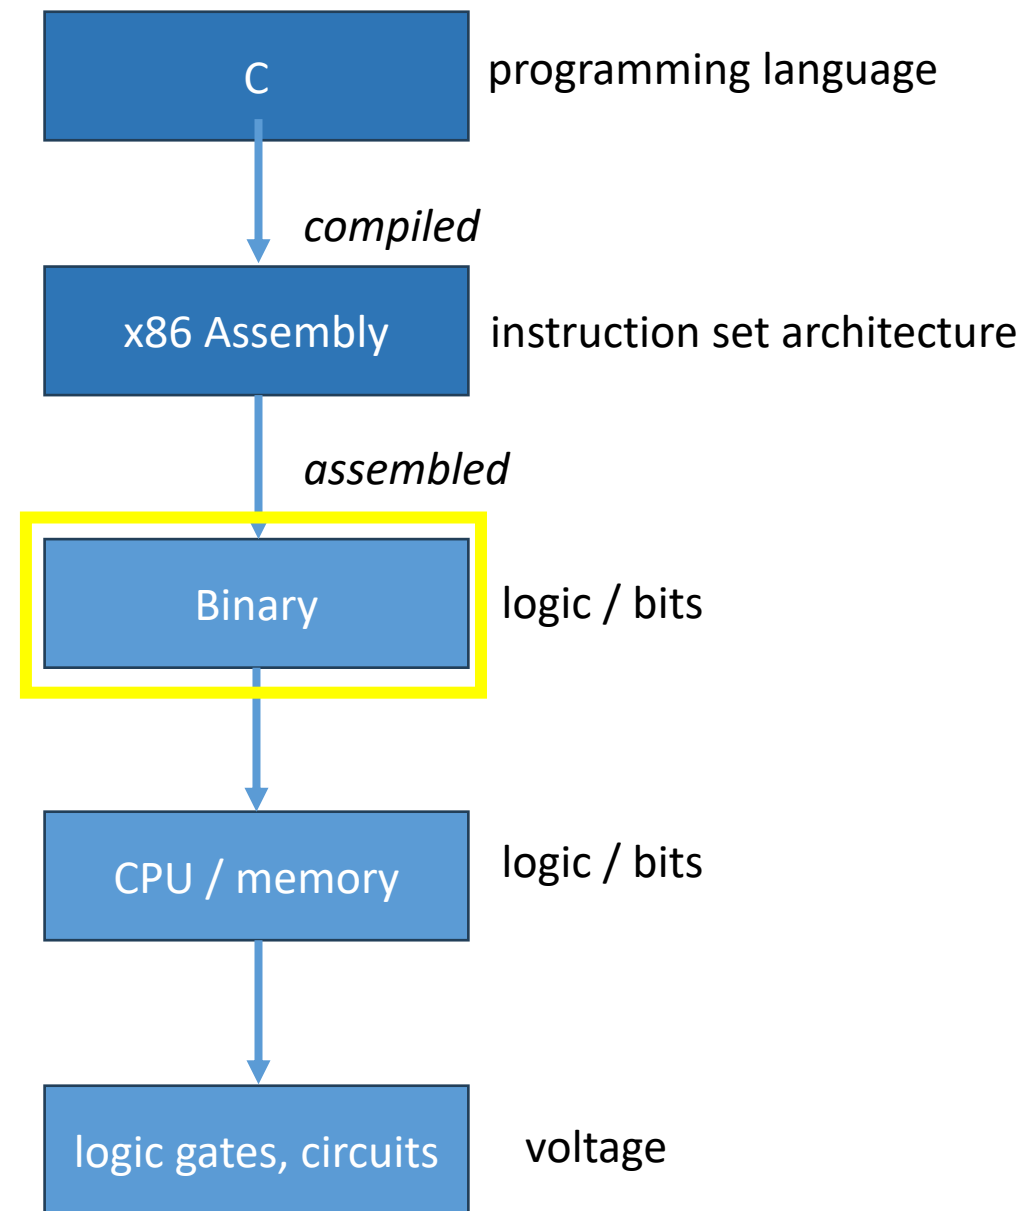 C
programming language
compiled
x86 Assembly
instruction set architecture
assembled
Binary
logic / bits
CPU / memory
logic / bits
logic gates, circuits
voltage